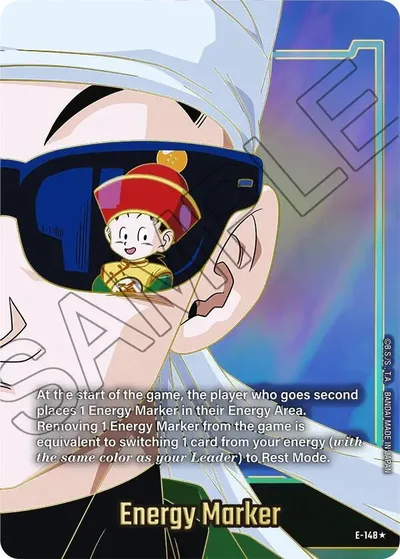 SAMPLE
At the start of the game, the player who goes second
places 1 Energy Marker in their Energy Area.
Removing 1 Energy Marker from the game is
equivalent to switching 1 card from your energy (with
the same color as your Leader) to Rest Mode.
©B.S./S., T.A. BANDAI MADE IN JAPAN
Energy Marker
E-14B★